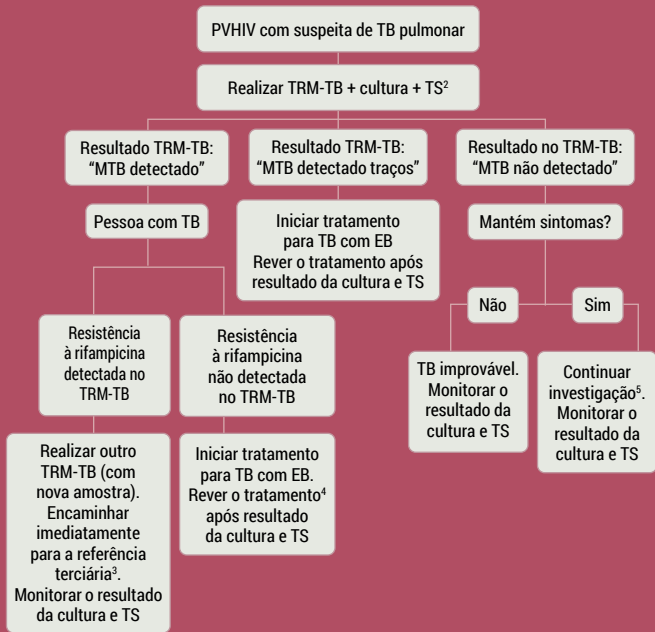 PVHIV com suspeita de TB pulmonar
Realizar TRM-TB + cultura + TS²
Resultado TRM-TB:
“MTB detectado”
Resultado TRM-TB:
“MTB detectado traços”
Resultado no TRM-TB:
“MTB não detectado”
Pessoa com TB
Iniciar tratamento
para TB com EB
Rever o tratamento após
resultado da cultura e TS
Mantém sintomas?
Não
Sim
Resistência
à rifampicina
detectada no
TRM-TB
Resistência
à rifampicina
não detectada
no TRM-TB
TB improvável.
Monitorar o
resultado da
cultura e TS
Continuar
investigação⁵.
Monitorar o
resultado da
cultura e TS
Realizar outro
TRM-TB (com
nova amostra).
Encaminhar
imediatamente
para a referência
terciária³.
Monitorar o resultado
da cultura e TS
Iniciar tratamento
para TB com EB.
Rever o tratamento⁴
após resultado
da cultura e TS